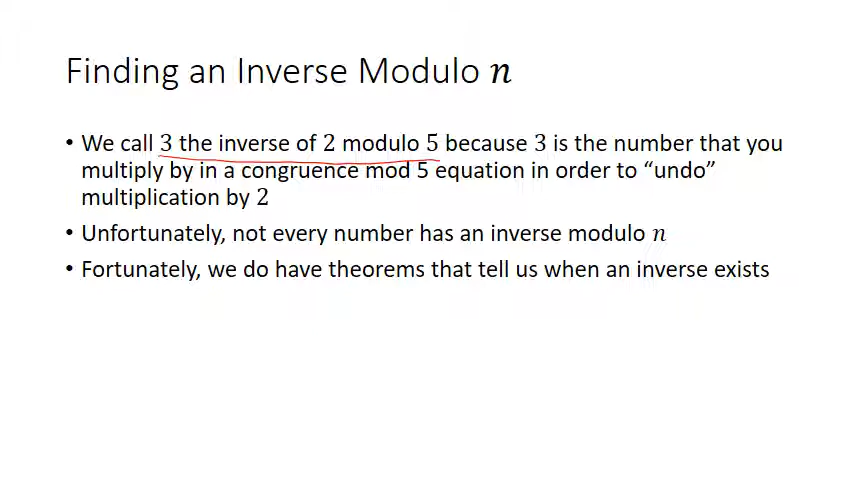 Finding an Inverse Modulo n
• We call 3 the inverse of 2 modulo 5 because 3 is the number that you
multiply by in a congruence mod 5 equation in order to “undo”
multiplication by 2
• Unfortunately, not every number has an inverse modulo n
• Fortunately, we do have theorems that tell us when an inverse exists